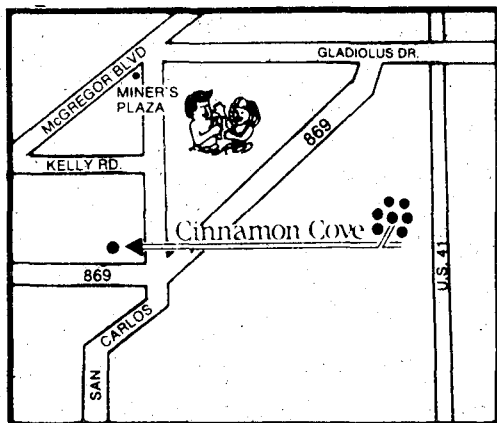 McGREGOR BLVD
GLADIOLUS DR.
MINER'S
PLAZA
869
KELLY RD.
Cinnamon Cove
U.S. 41
869
SAN CARLOS